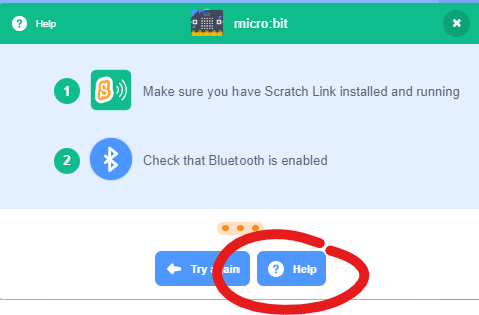 Help
micro:bit
1
Make sure you have Scratch Link installed and running
2
Check that Bluetooth is enabled
Try
Help